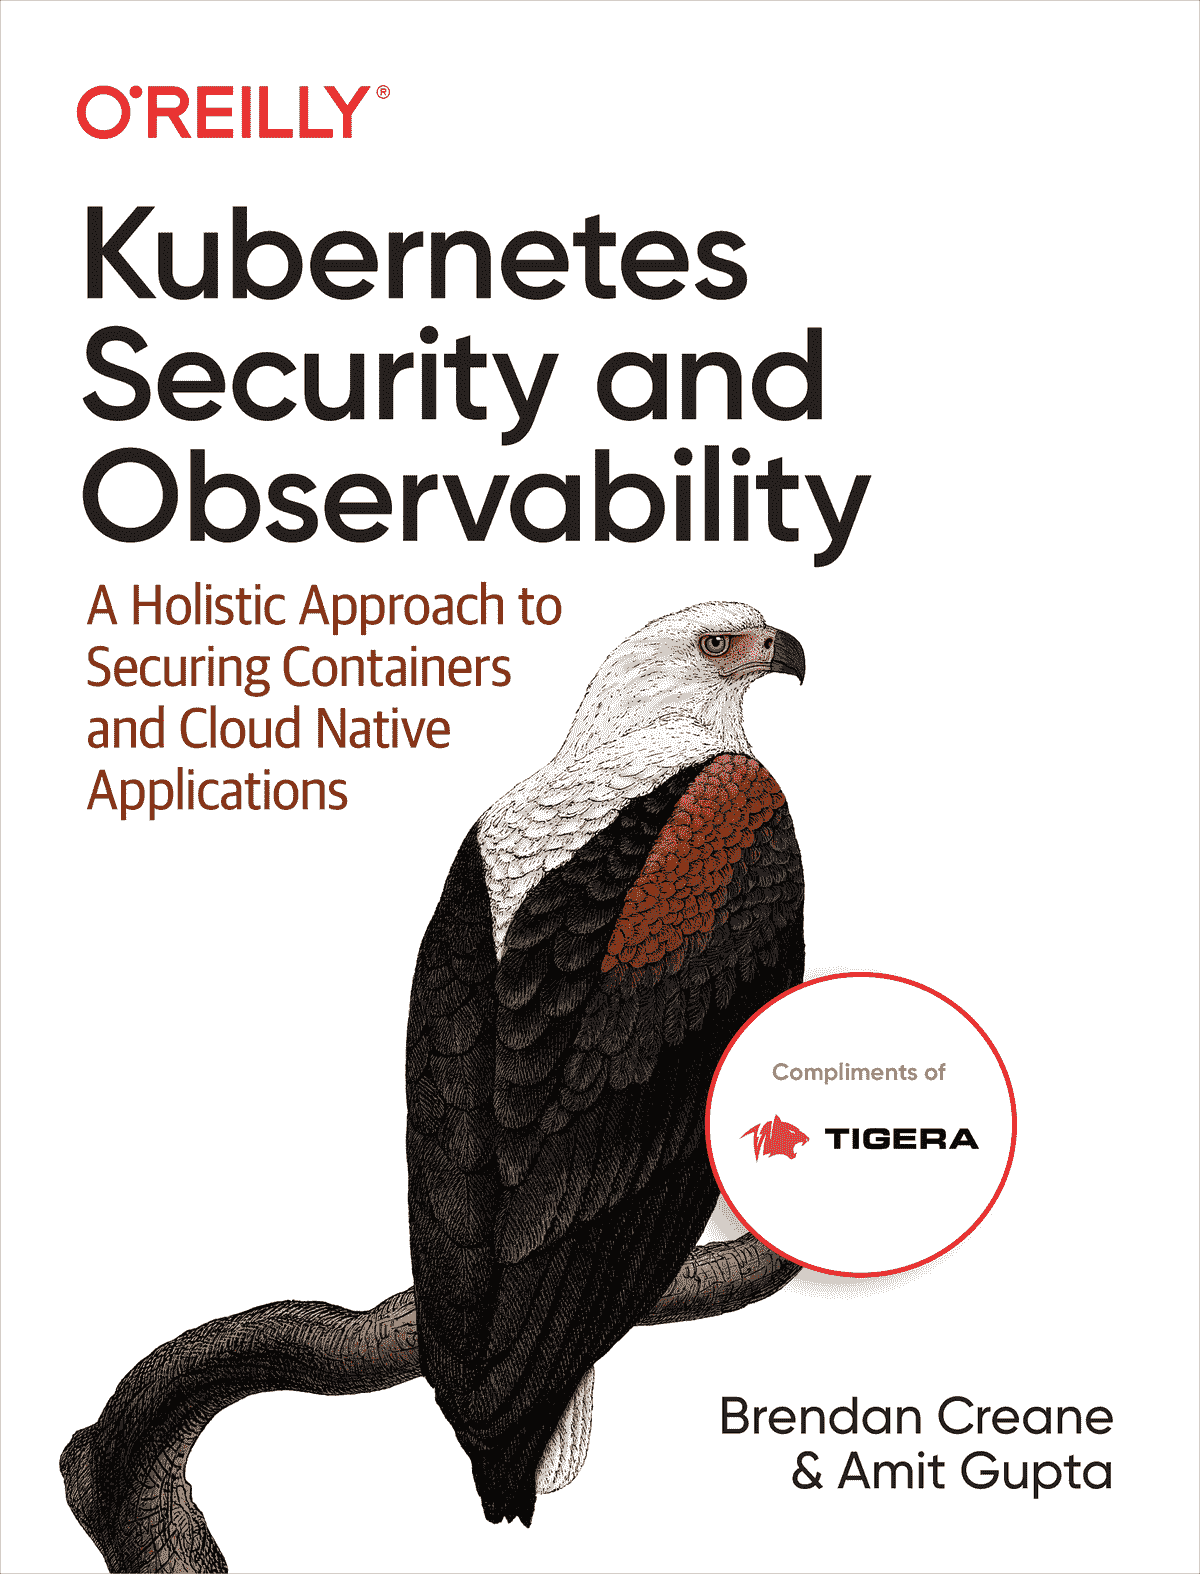 O'REILLY®
Kubernetes
Security and
Observability
A Holistic Approach to
Securing Containers
and Cloud Native
Applications
Compliments of
TIGERA
Brendan Creane
& Amit Gupta